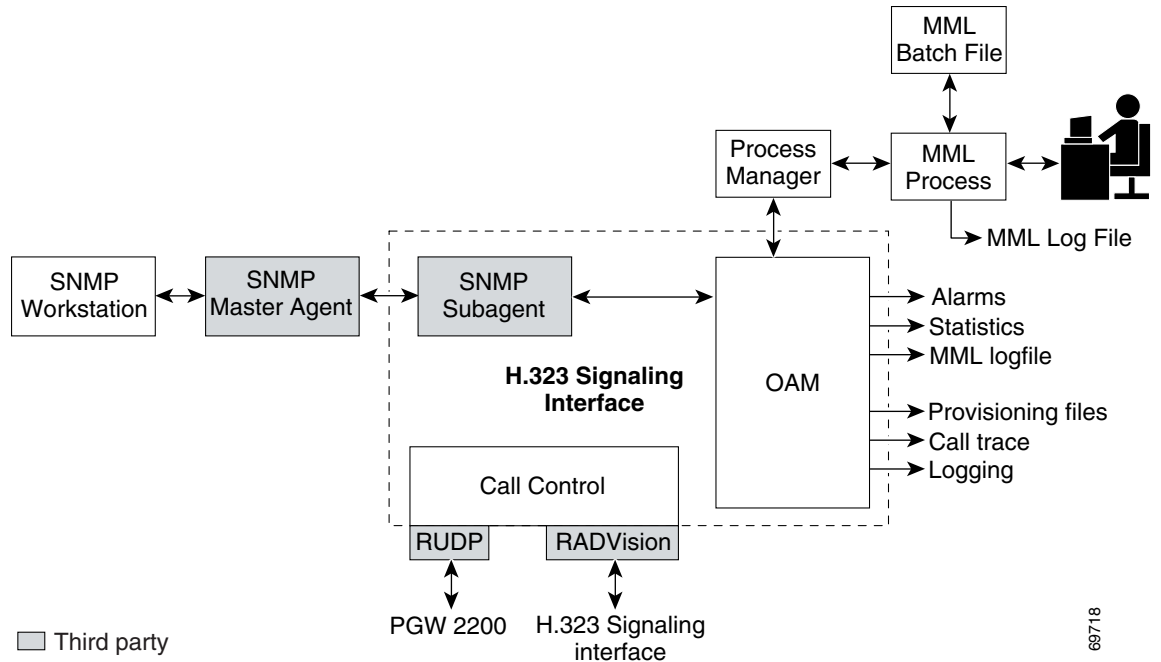 MML
Batch File
Process
Manager
MML
Process
MML Log File
SNMP
Workstation
SNMP
Master Agent
SNMP
Subagent
H.323 Signaling
Interface
OAM
Alarms
Statistics
MML logfile
Provisioning files
Call trace
Logging
Call Control
RUDP
RADVision
PGW 2200
H.323 Signaling
interface
Third party
69718